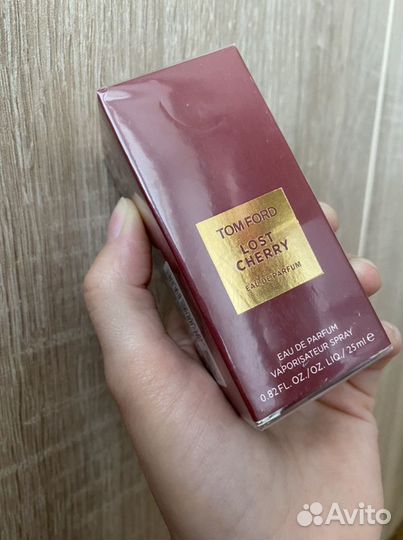 TOM FORD
LOST
CHERRY
EAU DE PARFUM
EAU DE PARFUM
VAPORISATEUR SPRAY
0.82 FL.OZ./OZ. LIQ./25ml e
Avito